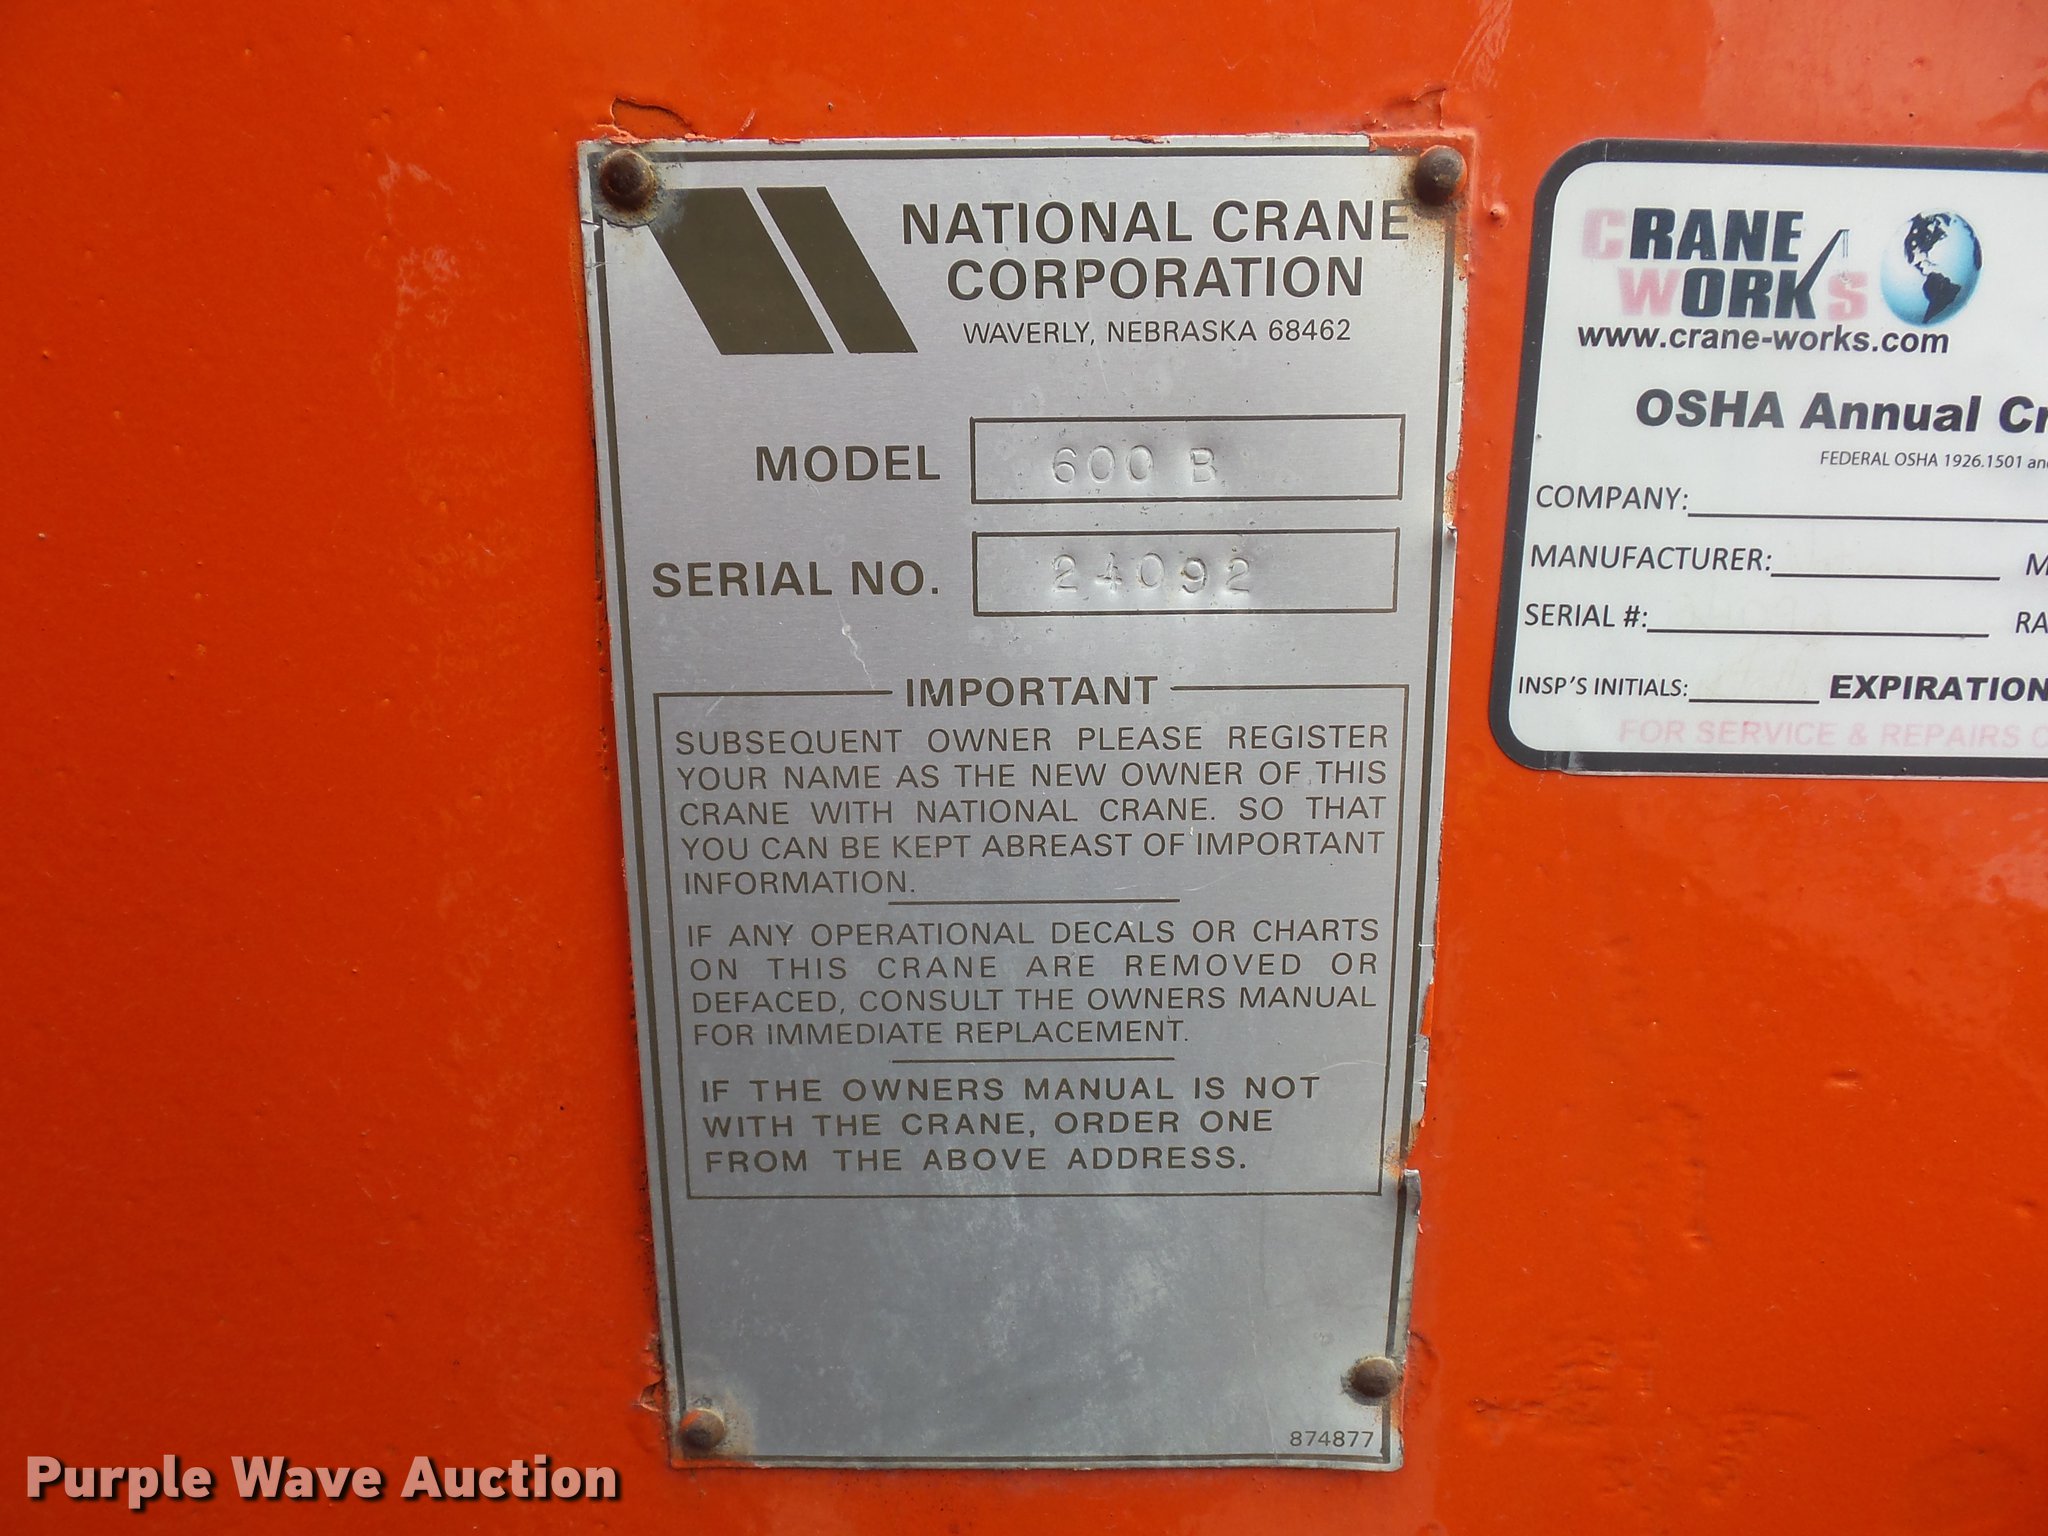 NATIONAL CRANE
CORPORATION
WAVERLY, NEBRASKA 68462
MODEL 600 B
SERIAL NO. 24092
IMPORTANT
SUBSEQUENT OWNER PLEASE REGISTER
YOUR NAME AS THE NEW OWNER OF THIS
CRANE WITH NATIONAL CRANE. SO THAT
YOU CAN BE KEPT ABREAST OF IMPORTANT
INFORMATION.
IF ANY OPERATIONAL DECALS OR CHARTS
ON THIS CRANE ARE REMOVED OR
DEFACED, CONSULT THE OWNERS MANUAL
FOR IMMEDIATE REPLACEMENT.
IF THE OWNERS MANUAL IS NOT
WITH THE CRANE, ORDER ONE
FROM THE ABOVE ADDRESS.
874877
CRANE
WORKS
www.crane-works.com
OSHA Annual Cr
FEDERAL OSHA 1926.1501 and
COMPANY:
MANUFACTURER: M
SERIAL #: RA
INSP'S INITIALS: EXPIRATION
FOR SERVICE & REPAIRS C
Purple Wave Auction